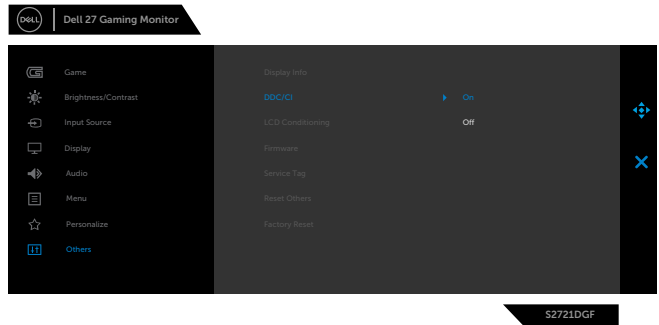 DELL
Dell 27 Gaming Monitor
Game
Brightness/Contrast
Input Source
Display
Audio
Menu
Personalize
Others
Display Info
DDC/CI
On
Off
LCD Conditioning
Firmware
Service Tag
Reset Others
Factory Reset
S2721DGF